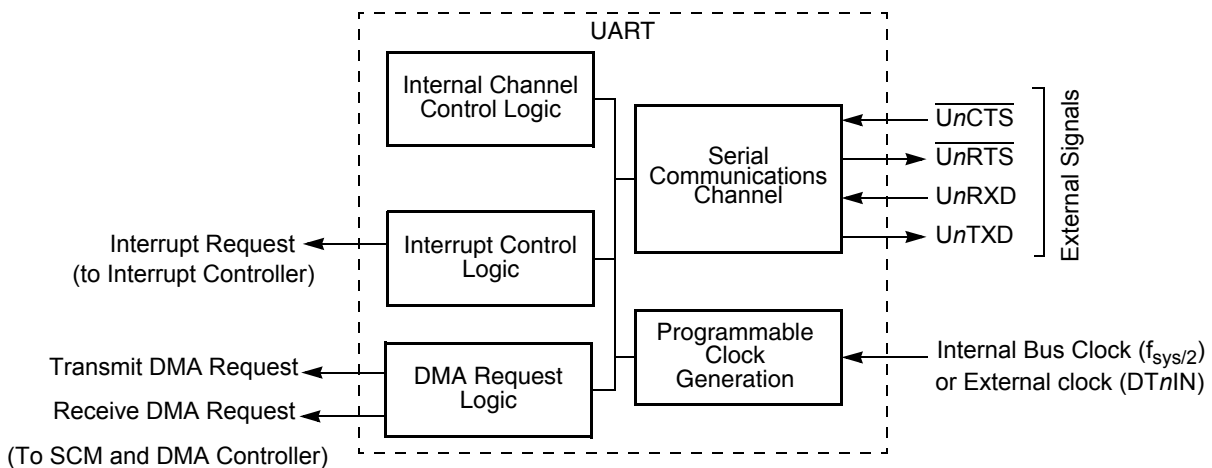 UART
Internal Channel
Control Logic
Serial
Communications
Channel
UnCTS
UnRTS
UnRXD
UnTXD
External Signals
Interrupt Request
(to Interrupt Controller)
Interrupt Control
Logic
Programmable
Clock
Generation
Internal Bus Clock (fsys/2)
or External clock (DTnIN)
Transmit DMA Request
Receive DMA Request
(To SCM and DMA Controller)
DMA Request
Logic